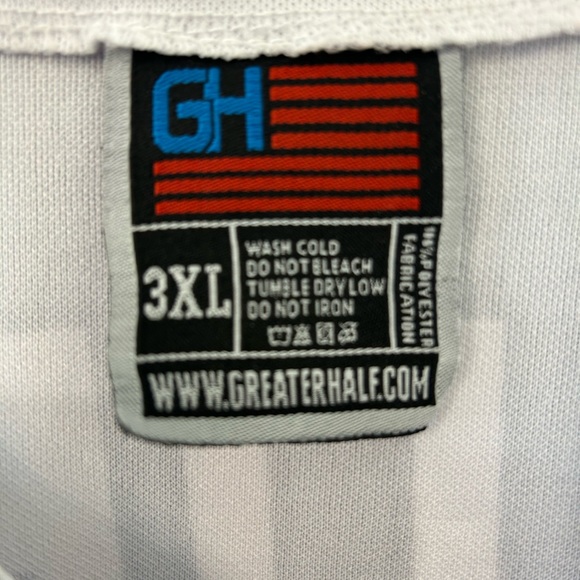 GH
3XL
WASH COLD
DO NOT BLEACH
TUMBLE DRY LOW
DO NOT IRON
100% POLYESTER
FABRICATION
WWW.GREATERHALF.COM